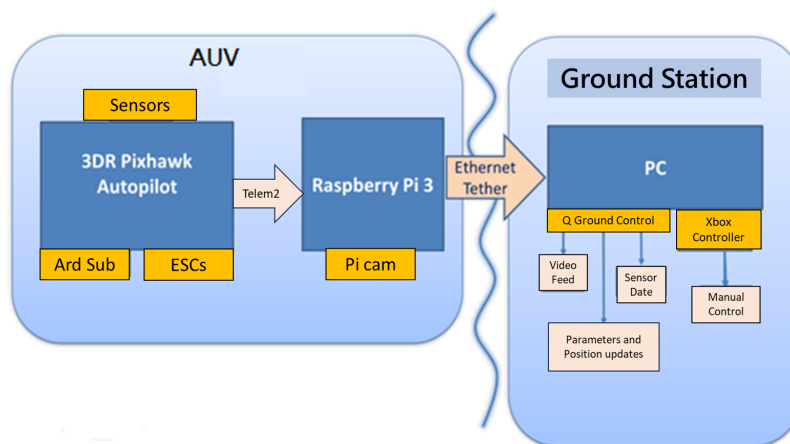 AUV
Sensors
3DR Pixhawk
Autopilot
Ard Sub
ESCs
Telem2
Raspberry Pi 3
Pi cam
Ethernet
Tether
Ground Station
PC
Q Ground Control
Xbox
Controller
Video
Feed
Sensor
Date
Manual
Control
Parameters and
Position updates